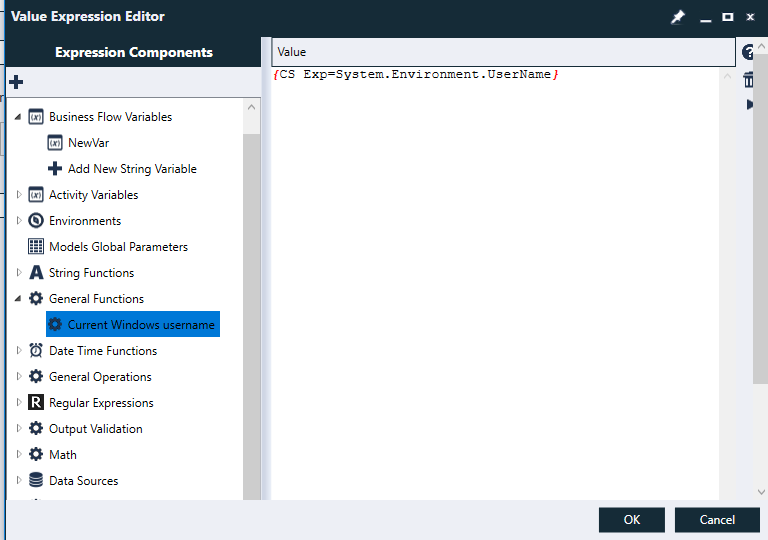 Value Expression Editor
Expression Components
Value
{CS Exp=System.Environment.UserName}
Business Flow Variables
NewVar
Add New String Variable
Activity Variables
Environments
Models Global Parameters
String Functions
General Functions
Current Windows username
Date Time Functions
General Operations
Regular Expressions
Output Validation
Math
Data Sources
OK
Cancel